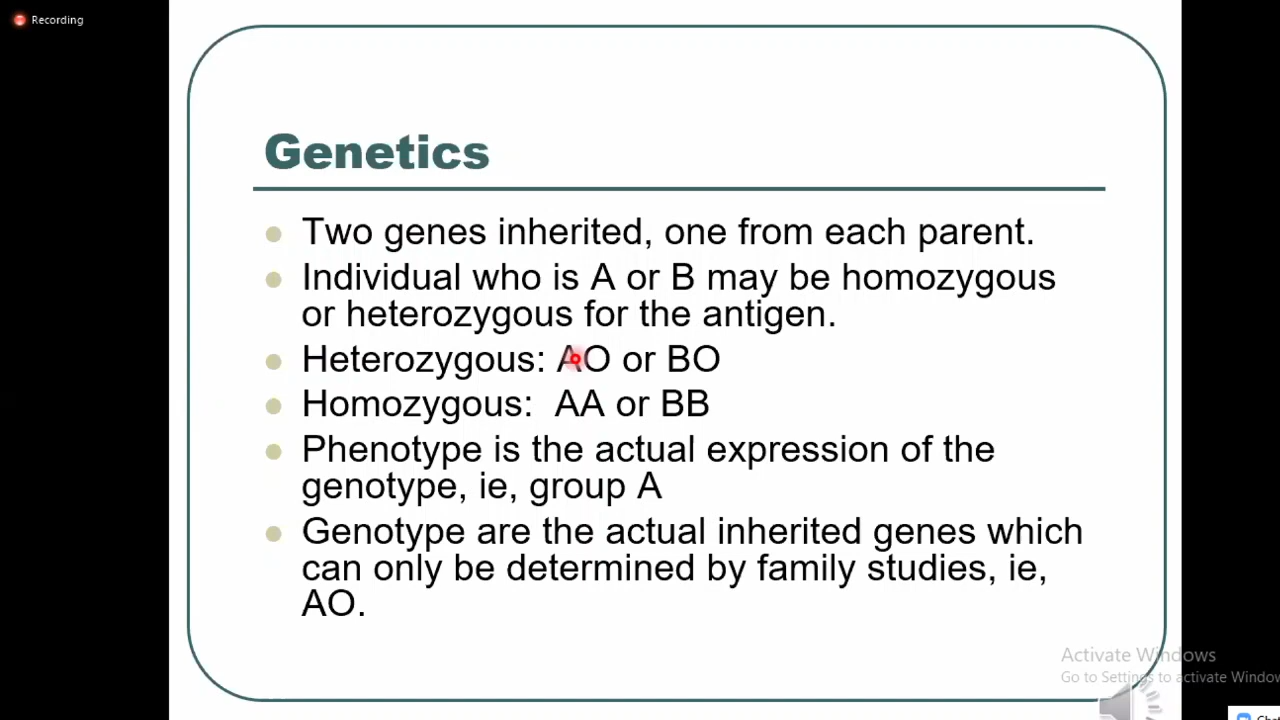 Recording
Genetics
Two genes inherited, one from each parent.
Individual who is A or B may be homozygous
or heterozygous for the antigen.
Heterozygous: AO or BO
Homozygous: AA or BB
Phenotype is the actual expression of the
genotype, ie, group A
Genotype are the actual inherited genes which
can only be determined by family studies, ie,
AO.
Activate Windows
Go to Settings to activate Window